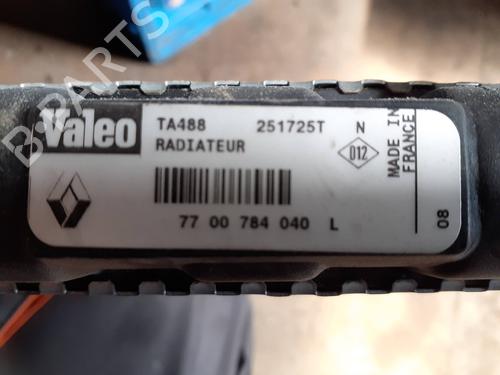 Valeo
TA488 251725T N
RADIATEUR
D12
MADE IN
FRANCE
77 00 784 040 L
08
B-PARTS